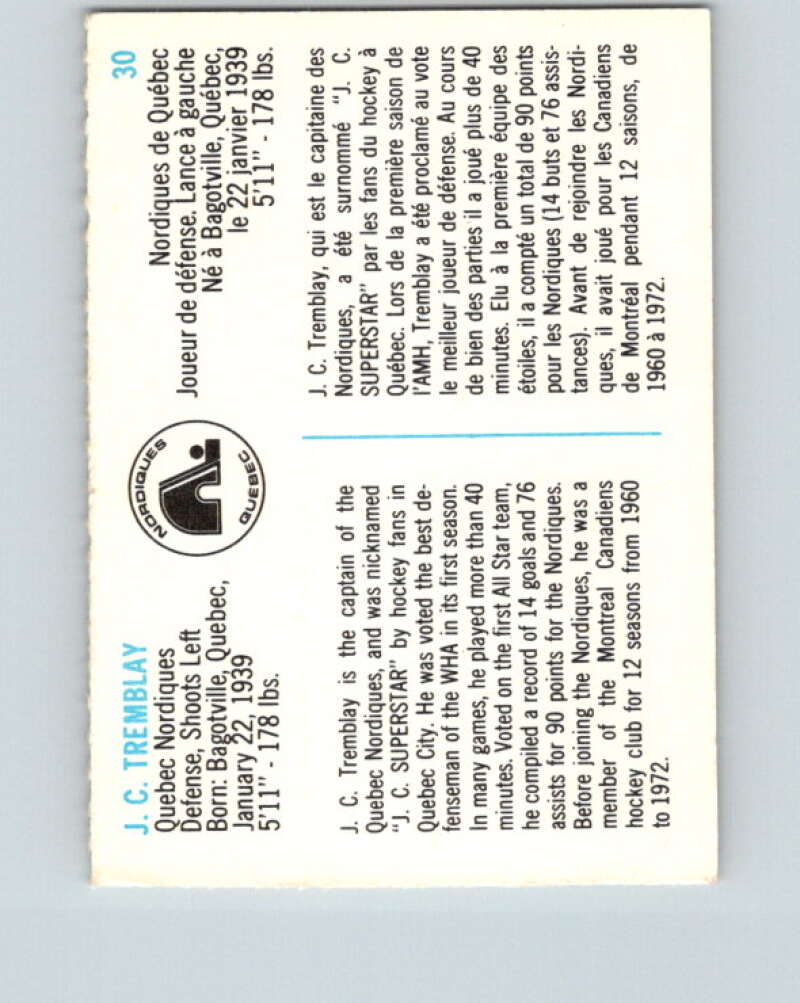 J. C. TREMBLAY
Quebec Nordiques
Defense, Shoots Left
Born: Bagotville, Quebec,
January 22, 1939
5'11" - 178 lbs.
NORDIQUES
QUÉBEC
30
Nordiques de Québec
Joueur de défense. Lance à gauche
Né à Bagotville, Québec,
le 22 janvier 1939
5'11" - 178 lbs.
J. C. Tremblay is the captain of the
Quebec Nordiques, and was nicknamed
"J. C. SUPERSTAR" by hockey fans in
Quebec City. He was voted the best de-
fenseman of the WHA in its first season.
In many games, he played more than 40
minutes. Voted on the first All Star team,
he compiled a record of 14 goals and 76
assists for 90 points for the Nordiques.
Before joining the Nordiques, he was a
member of the Montreal Canadiens
hockey club for 12 seasons from 1960
to 1972.
J. C. Tremblay, qui est le capitaine des
Nordiques, a été surnommé "J. C.
SUPERSTAR" par les fans du hockey à
Québec. Lors de la première saison de
l'AMH, Tremblay a été proclamé au vote
le meilleur joueur de défense. Au cours
de bien des parties il a joué plus de 40
minutes. Elu à la première équipe des
étoiles, il a compté un total de 90 points
pour les Nordiques (14 buts et 76 assis-
tances). Avant de rejoindre les Nordi-
ques, il avait joué pour les Canadiens
de Montréal pendant 12 saisons, de
1960 à 1972.